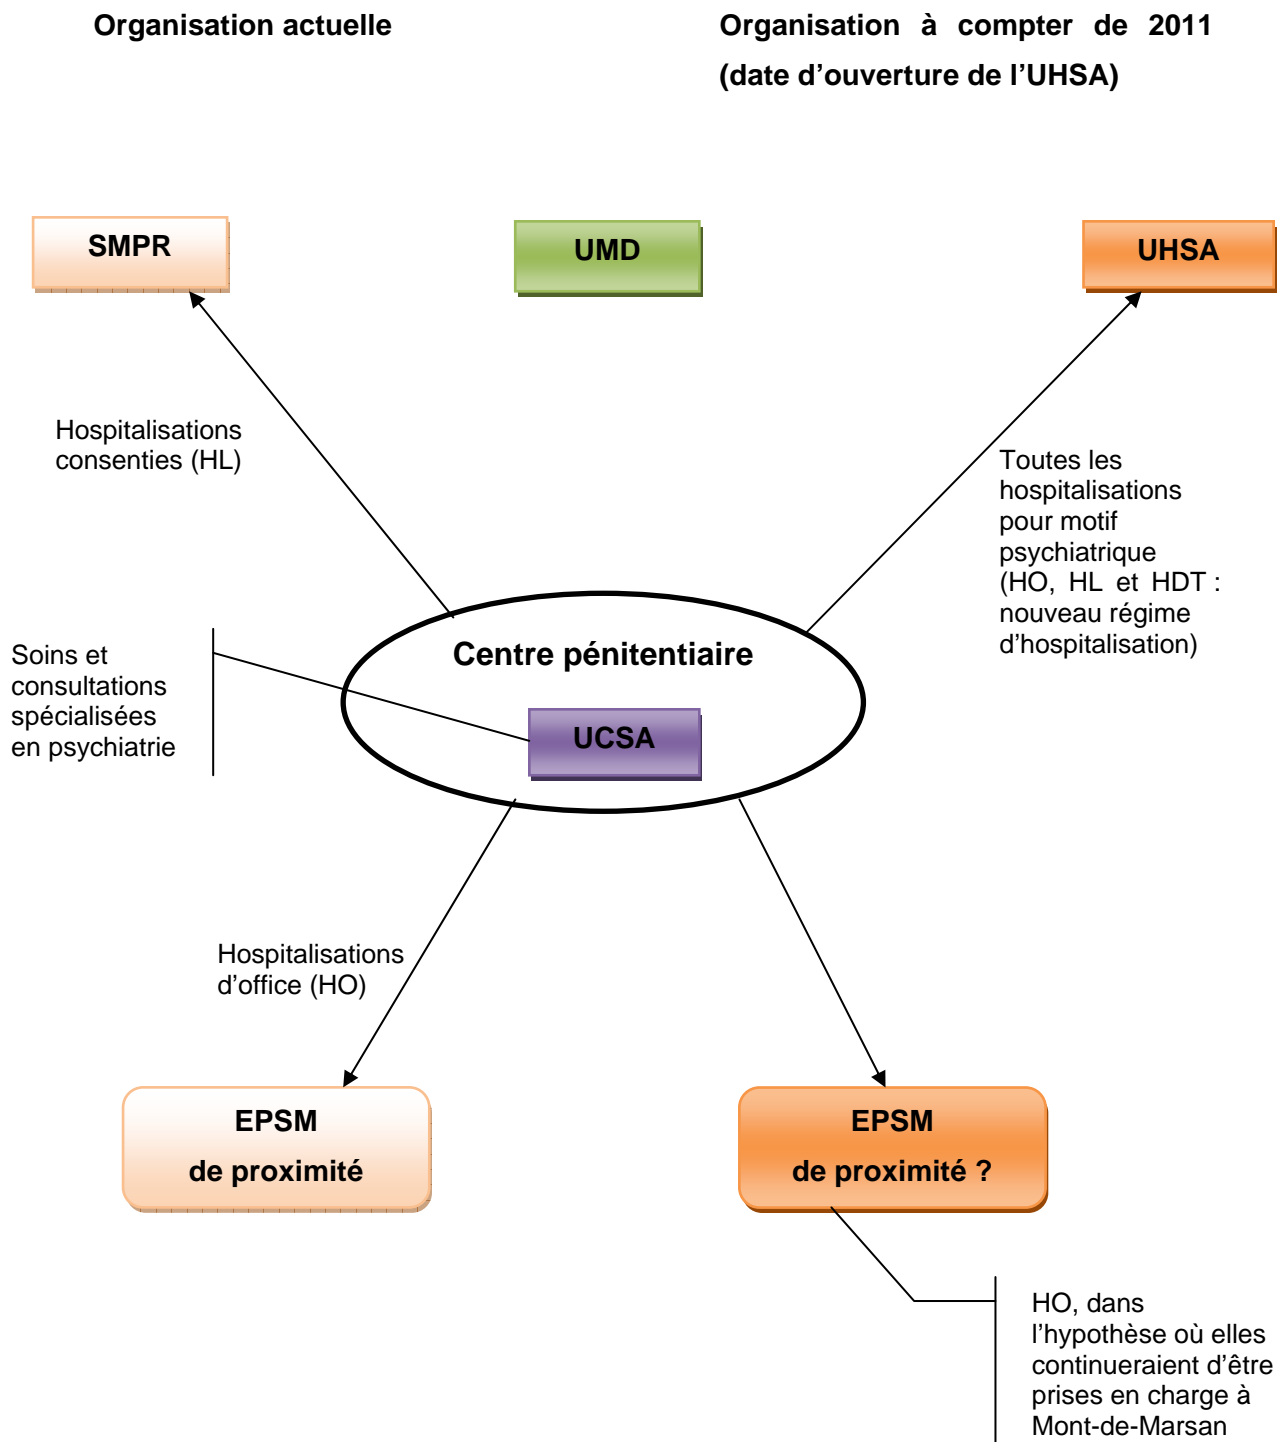 Organisation actuelle
Organisation à compter de 2011
(date d’ouverture de l’UHSA)
SMPR
UMD
UHSA
Hospitalisations
consenties (HL)
Toutes les
hospitalisations
pour motif
psychiatrique
(HO, HL et HDT :
nouveau régime
d’hospitalisation)
Soins et
consultations
spécialisées
en psychiatrie
Centre pénitentiaire
UCSA
Hospitalisations
d’office (HO)
EPSM
de proximité
EPSM
de proximité ?
HO, dans
l’hypothèse où elles
continueraient d’être
prises en charge à
Mont-de-Marsan